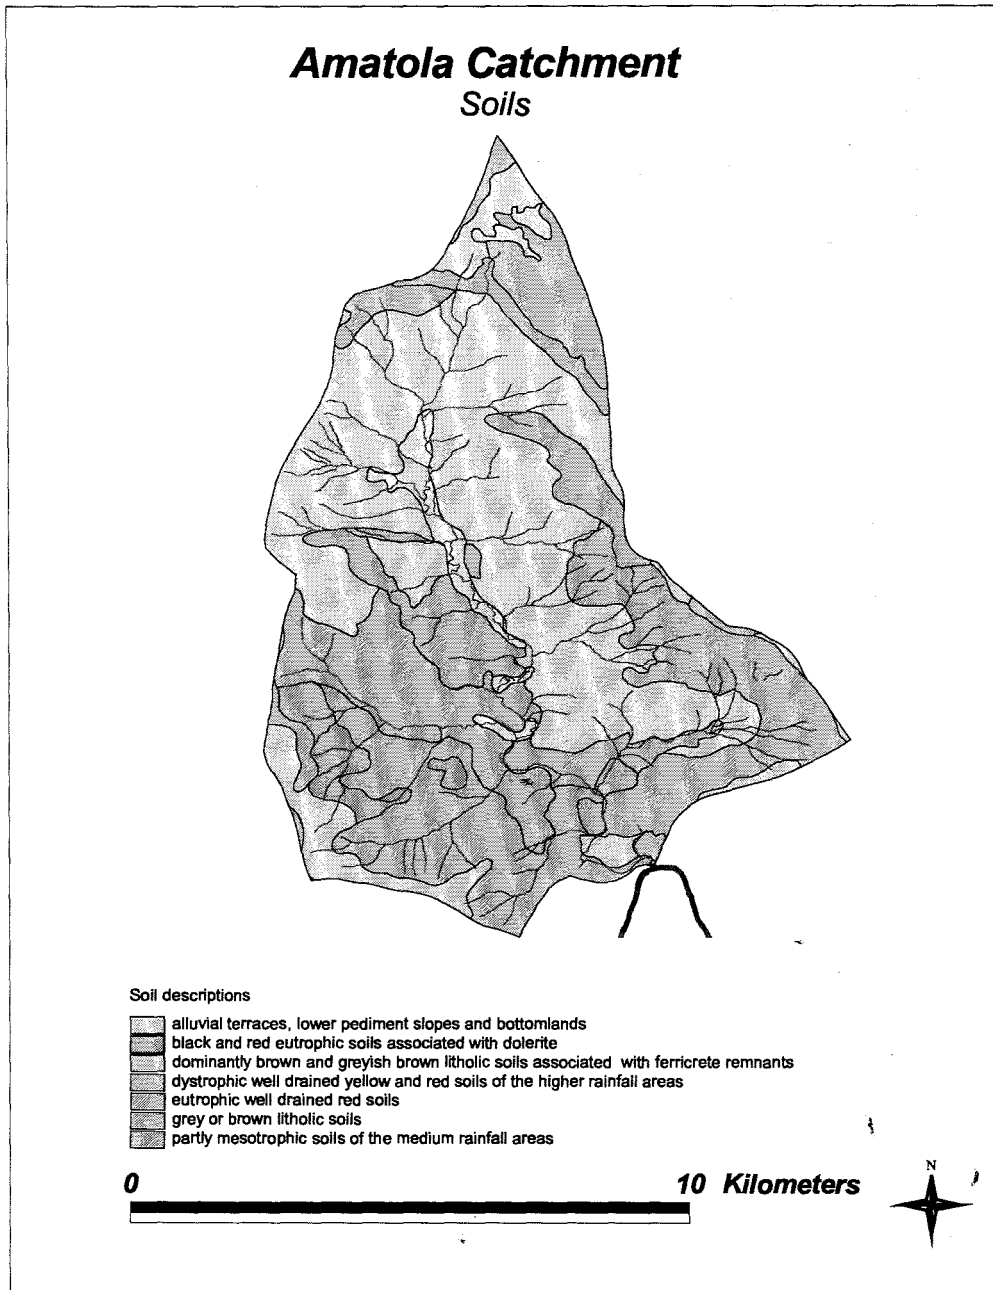 Amatola Catchment
Soils
Soil descriptions
alluvial terraces, lower pediment slopes and bottomlands
black and red eutrophic soils associated with dolerite
dominantly brown and greyish brown litholic soils associated with ferricrete remnants
dystrophic well drained yellow and red soils of the higher rainfall areas
eutrophic well drained red soils
grey or brown litholic soils
partly mesotrophic soils of the medium rainfall areas
0 10 Kilometers
N